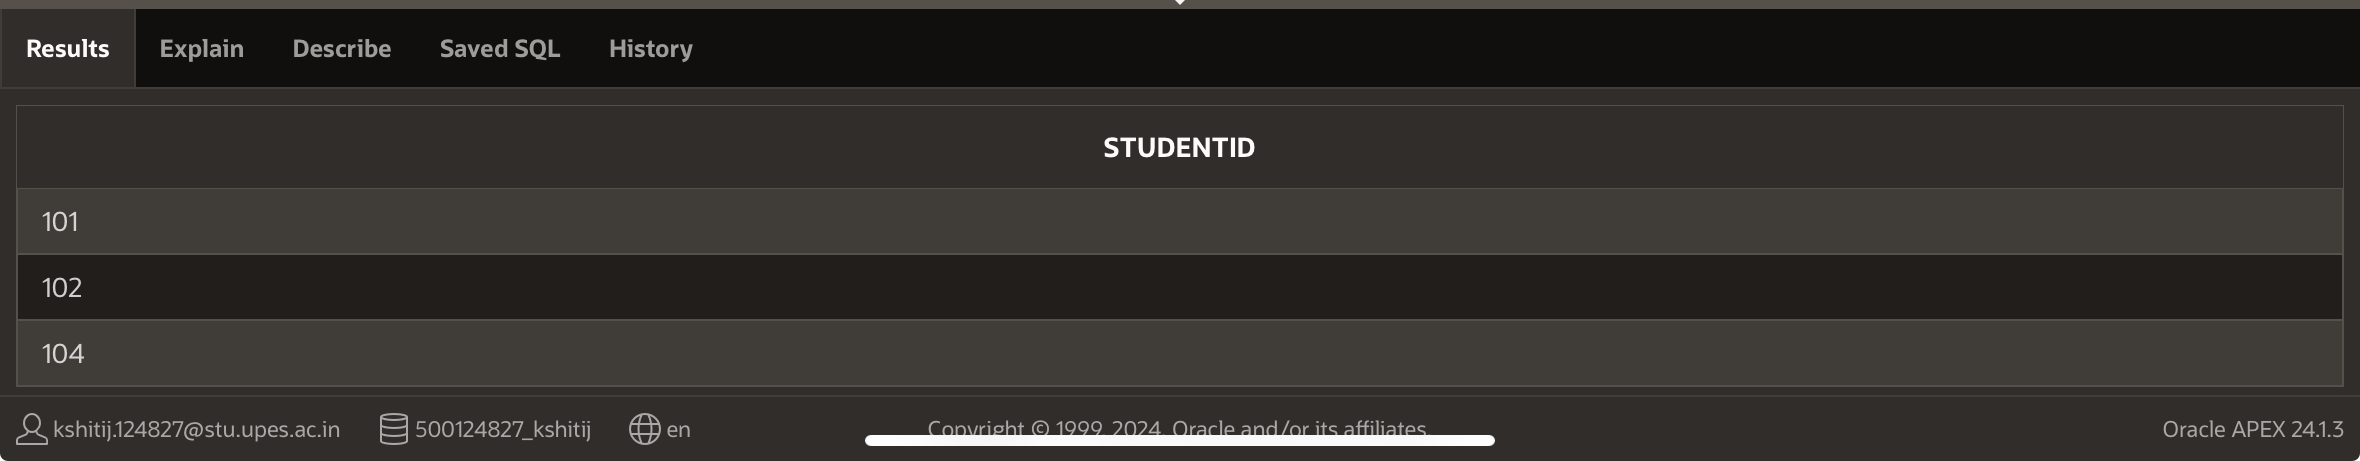 Results Explain Describe Saved SQL History
STUDENTID
101
102
104
kshitij.124827@stu.upes.ac.in 500124827_kshitij en Copyright © 1999, 2024, Oracle and/or its affiliates. Oracle APEX 24.1.3